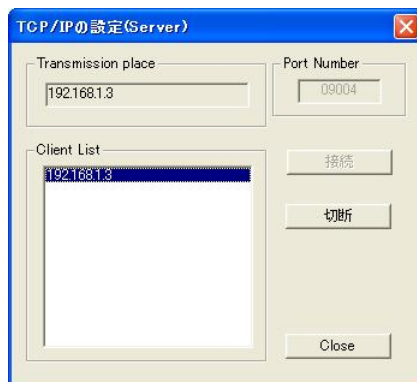 TCP/IPの設定(Server)
Transmission place
192.168.1.3
Port Number
09004
Client List
192.168.1.3
接続
切断
Close